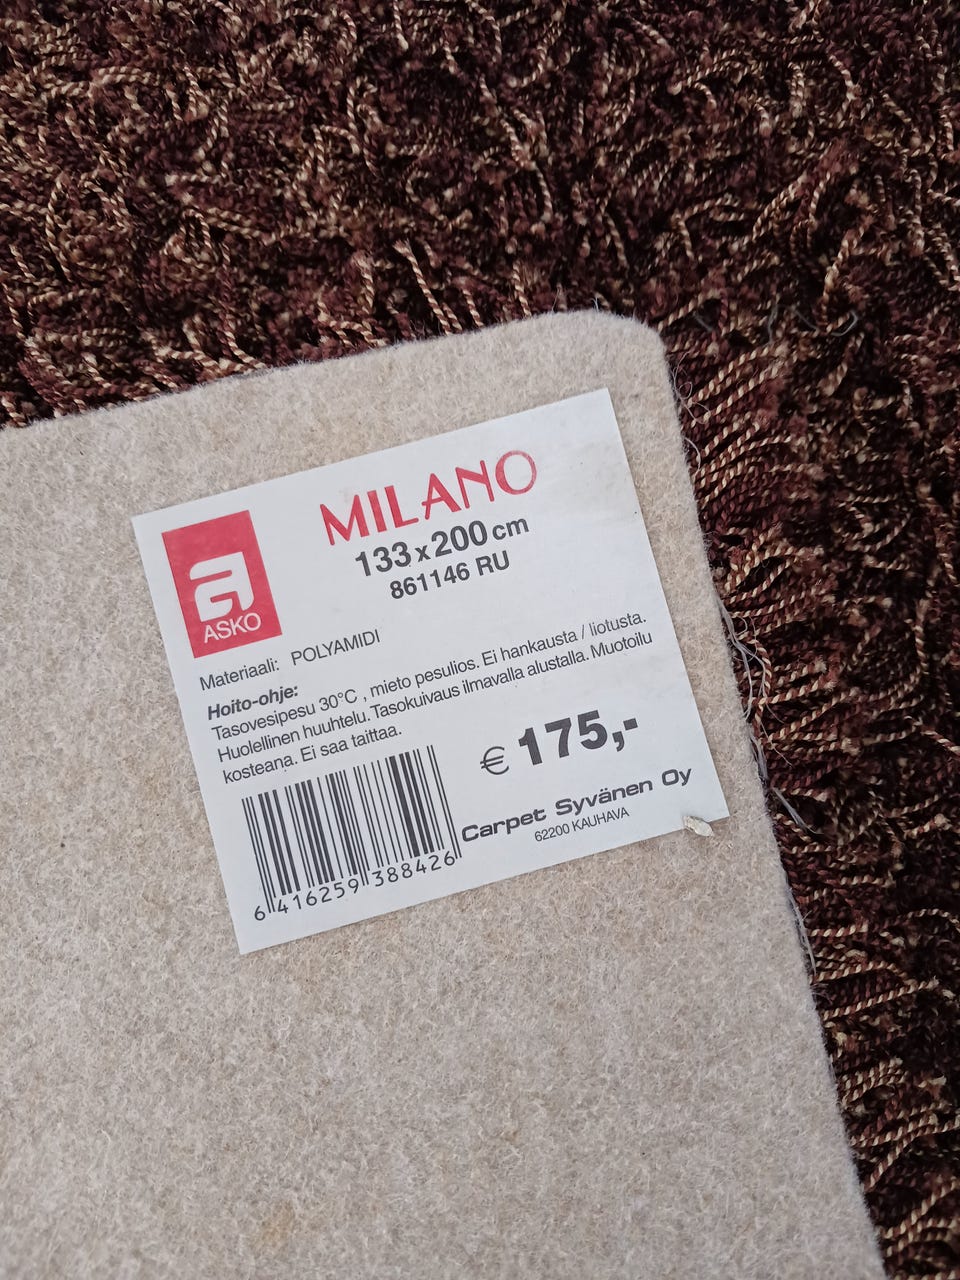 MILANO
133 x 200 cm
861146 RU
a
ASKO
Materiaali: POLYAMIDI
Hoito-ohje:
Tasovesipesu 30°C , mieto pesulios. Ei hankausta / liotusta.
Huolellinen huuhtelu. Tasokuivaus ilmavalla alustalla. Muotoilu
kosteana. Ei saa taittaa.
€ 175,-
Carpet Syvänen Oy
62200 KAUHAVA
6 416259 388426